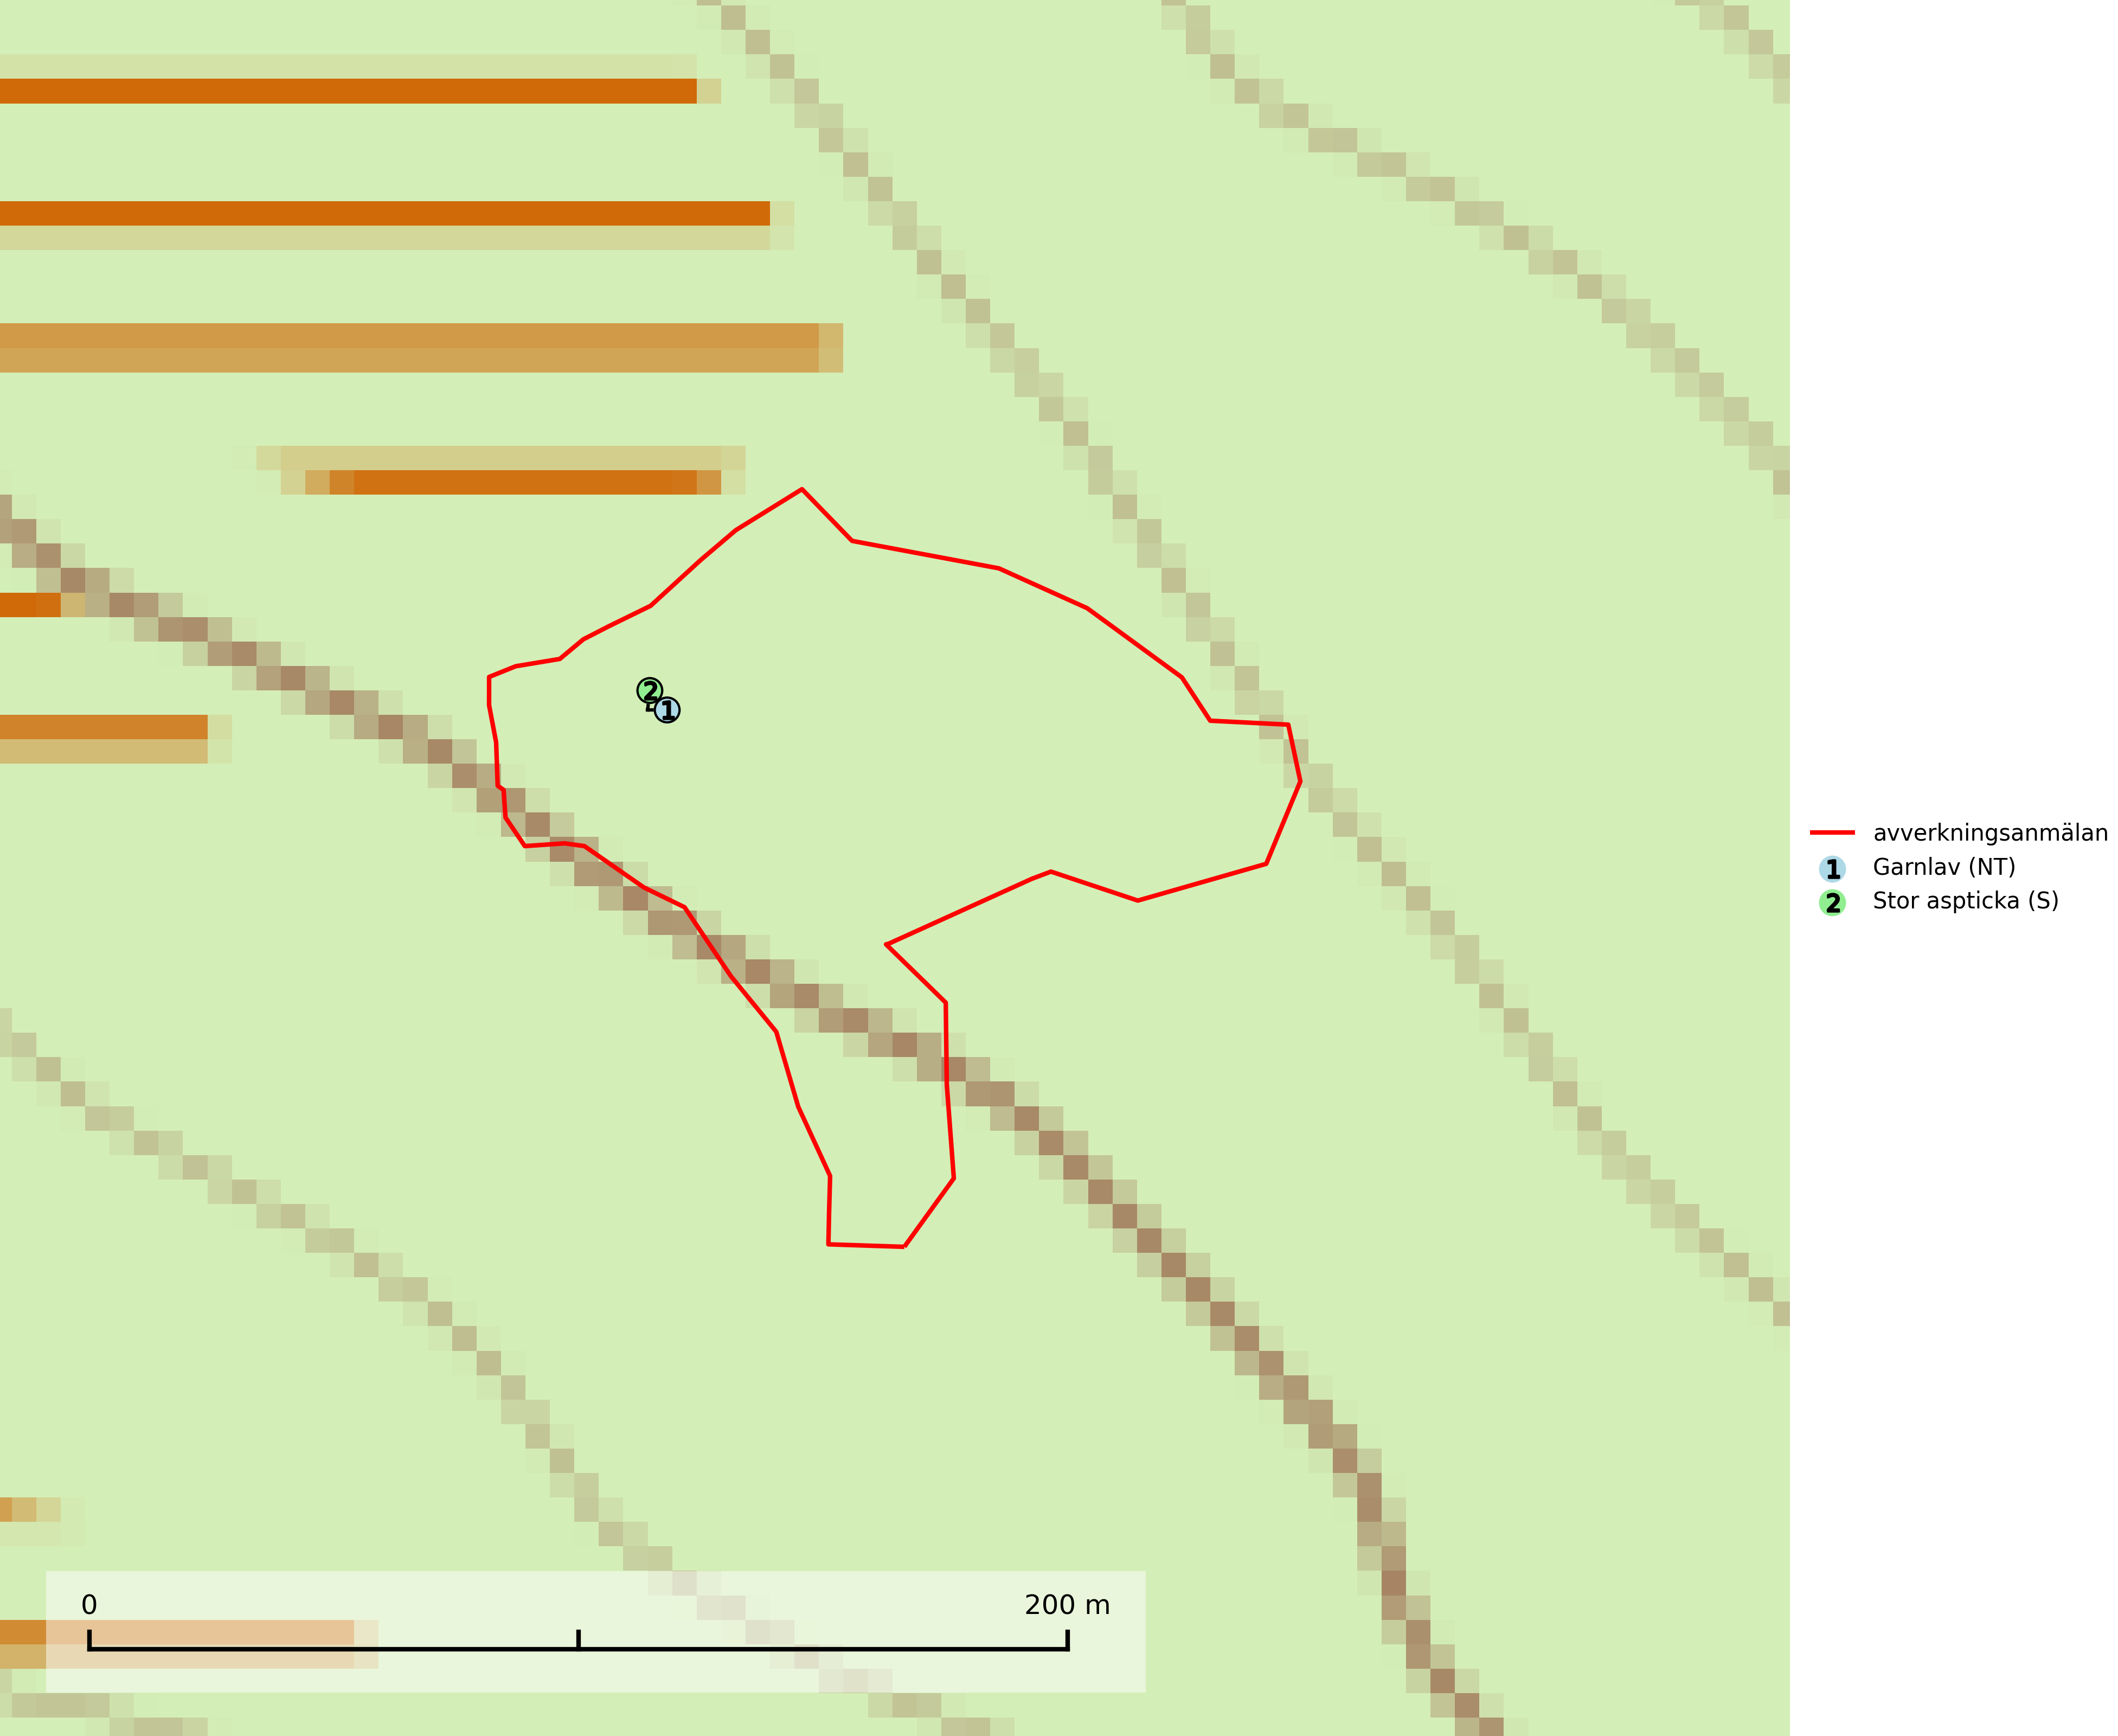 2
1
avverkningsanmälan
1 Garnlav (NT)
2 Stor aspticka (S)
0 200 m